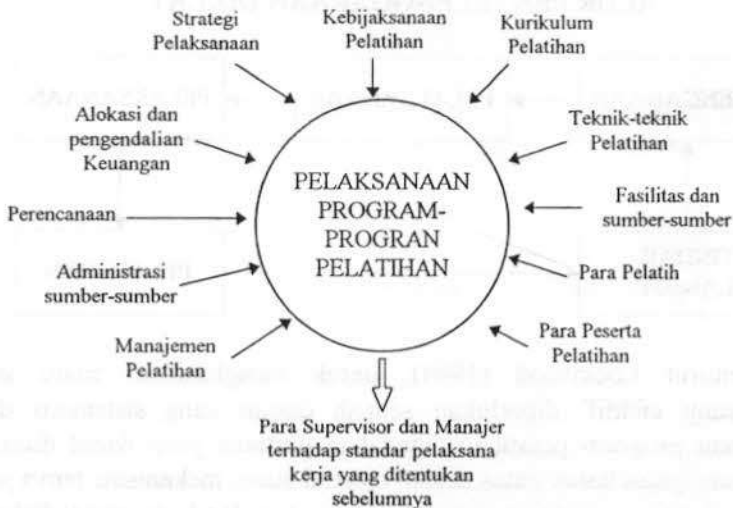 Strategi
Pelaksanaan
Kebijaksanaan
Pelatihan
Kurikulum
Pelatihan
Alokasi dan
pengendalian
Keuangan
Teknik-teknik
Pelatihan
PELAKSANAAN
PROGRAM-
PROGRAN
PELATIHAN
Perencanaan
Fasilitas dan
sumber-sumber
Administrasi
sumber-sumber
Para Pelatih
Manajemen
Pelatihan
Para Peserta
Pelatihan
Para Supervisor dan Manajer
terhadap standar pelaksana
kerja yang ditentukan
sebelumnya